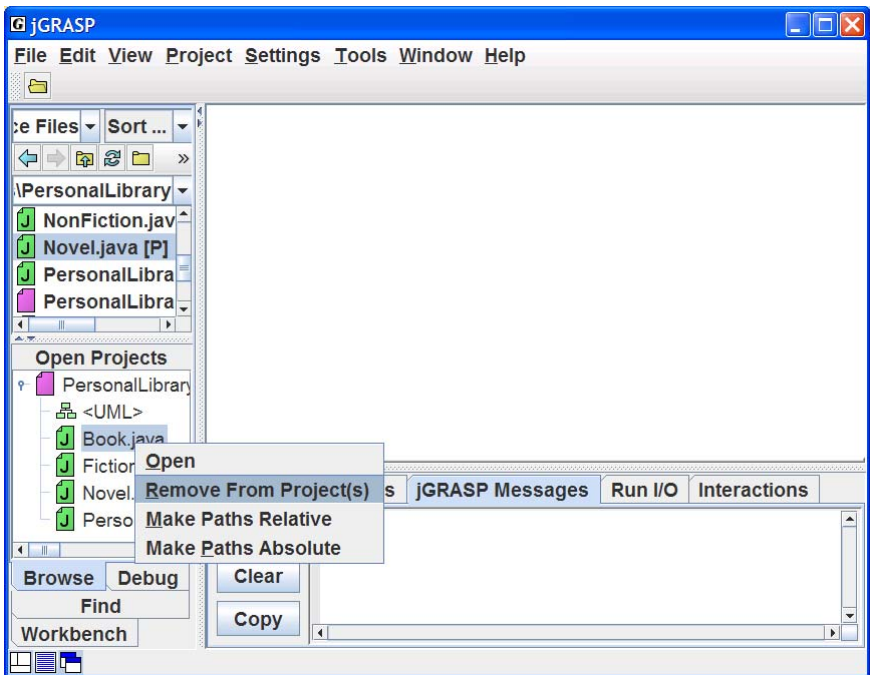 jGRASP
File Edit View Project Settings Tools Window Help
ce Files Sort ...
\PersonalLibrary
NonFiction.jav
Novel.java [P]
PersonalLibra
PersonalLibra
Open Projects
PersonalLibrary
<UML>
Book.java
Fiction
Novel.
Perso
Open
Remove From Project(s)
Make Paths Relative
Make Paths Absolute
s jGRASP Messages Run I/O Interactions
Browse Debug
Find
Workbench
Clear
Copy